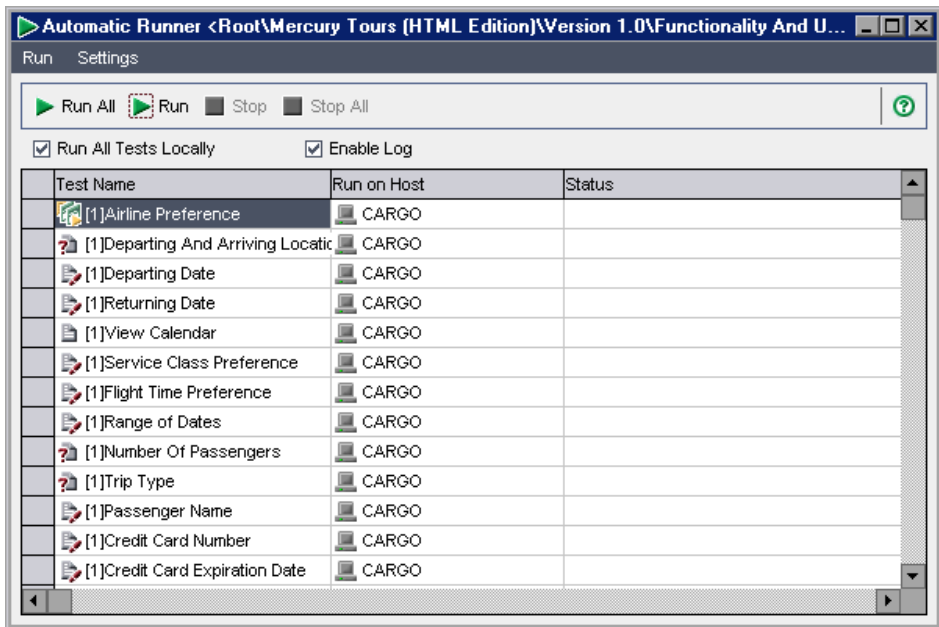 Automatic Runner <Root\Mercury Tours (HTML Edition)\Version 1.0\Functionality And U...
Run Settings
Run All Run Stop Stop All
Run All Tests Locally Enable Log
Test Name Run on Host Status
[1]Airline Preference CARGO
[1]Departing And Arriving Locatic CARGO
[1]Departing Date CARGO
[1]Returning Date CARGO
[1]View Calendar CARGO
[1]Service Class Preference CARGO
[1]Flight Time Preference CARGO
[1]Range of Dates CARGO
[1]Number Of Passengers CARGO
[1]Trip Type CARGO
[1]Passenger Name CARGO
[1]Credit Card Number CARGO
[1]Credit Card Expiration Date CARGO